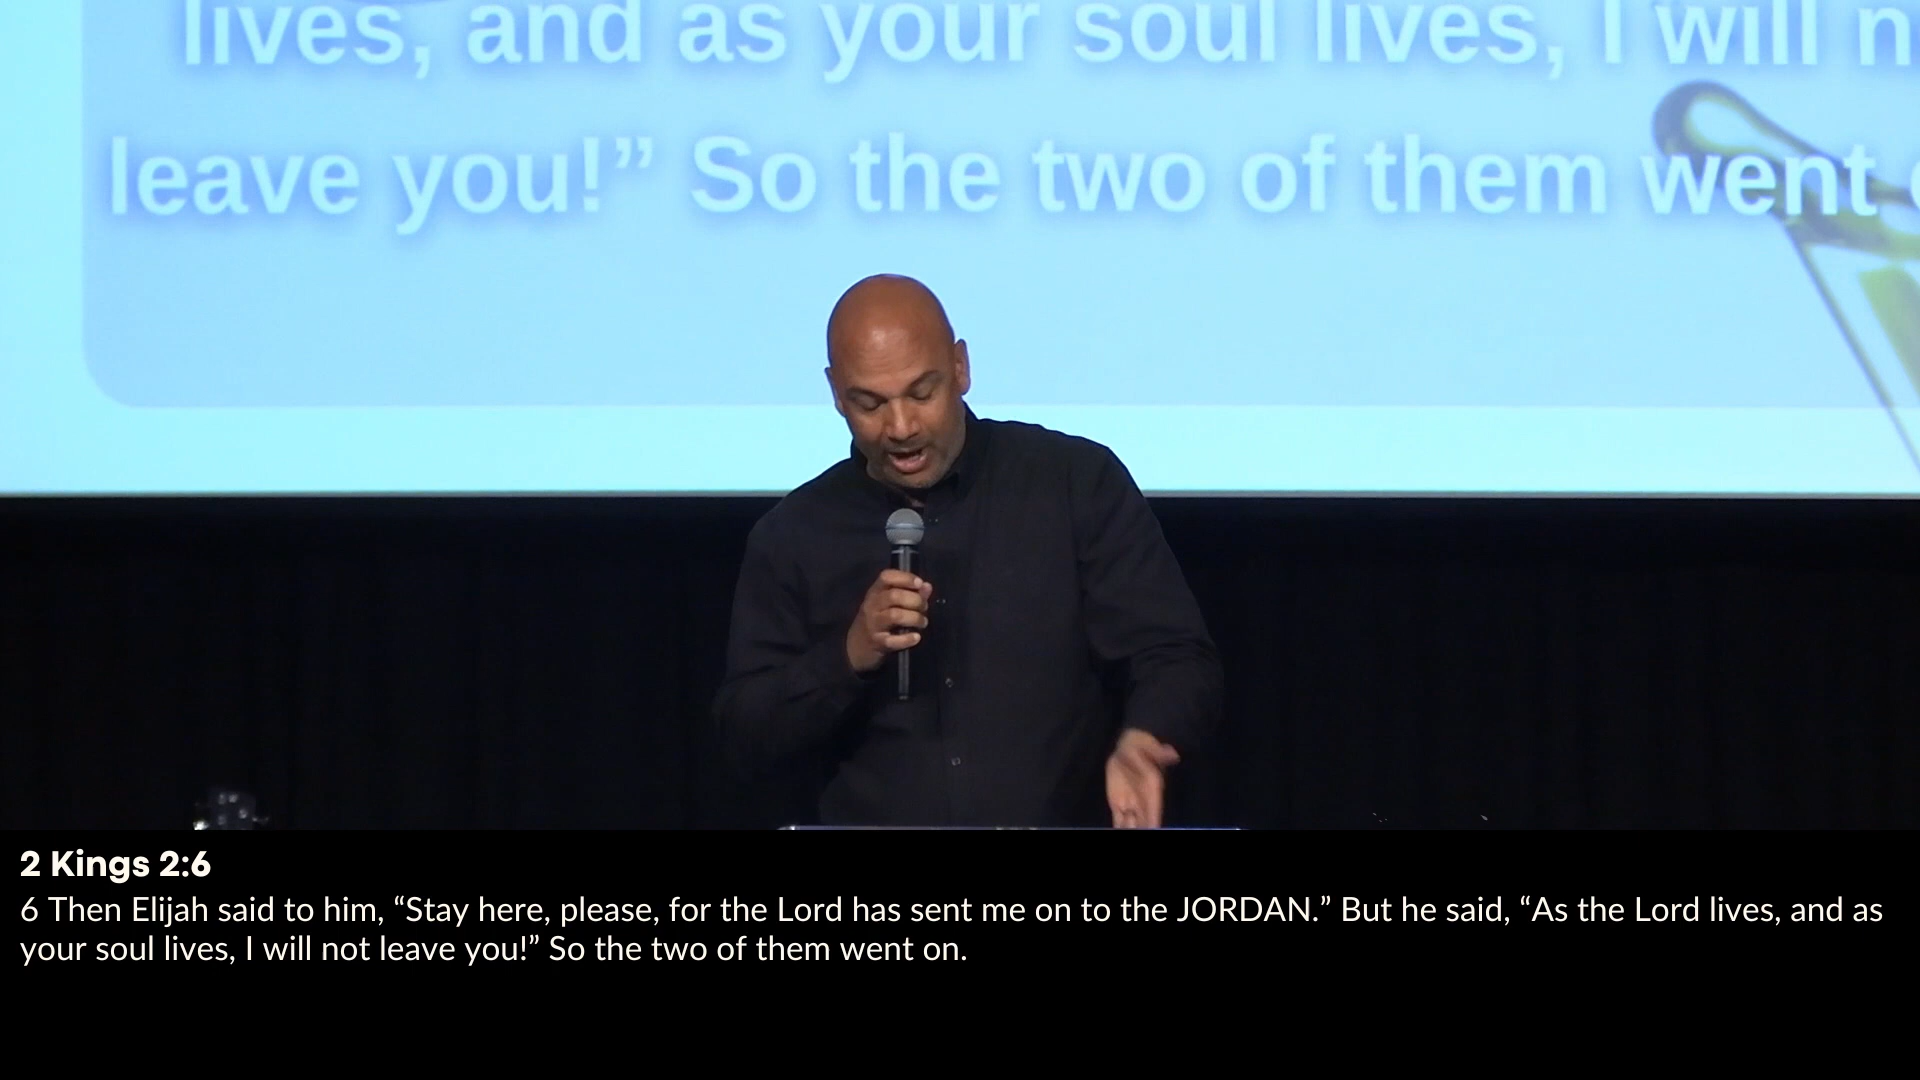 lives, and as your soul lives, I will n
leave you!” So the two of them went
2 Kings 2:6
6 Then Elijah said to him, “Stay here, please, for the Lord has sent me on to the JORDAN.” But he said, “As the Lord lives, and as
your soul lives, I will not leave you!” So the two of them went on.